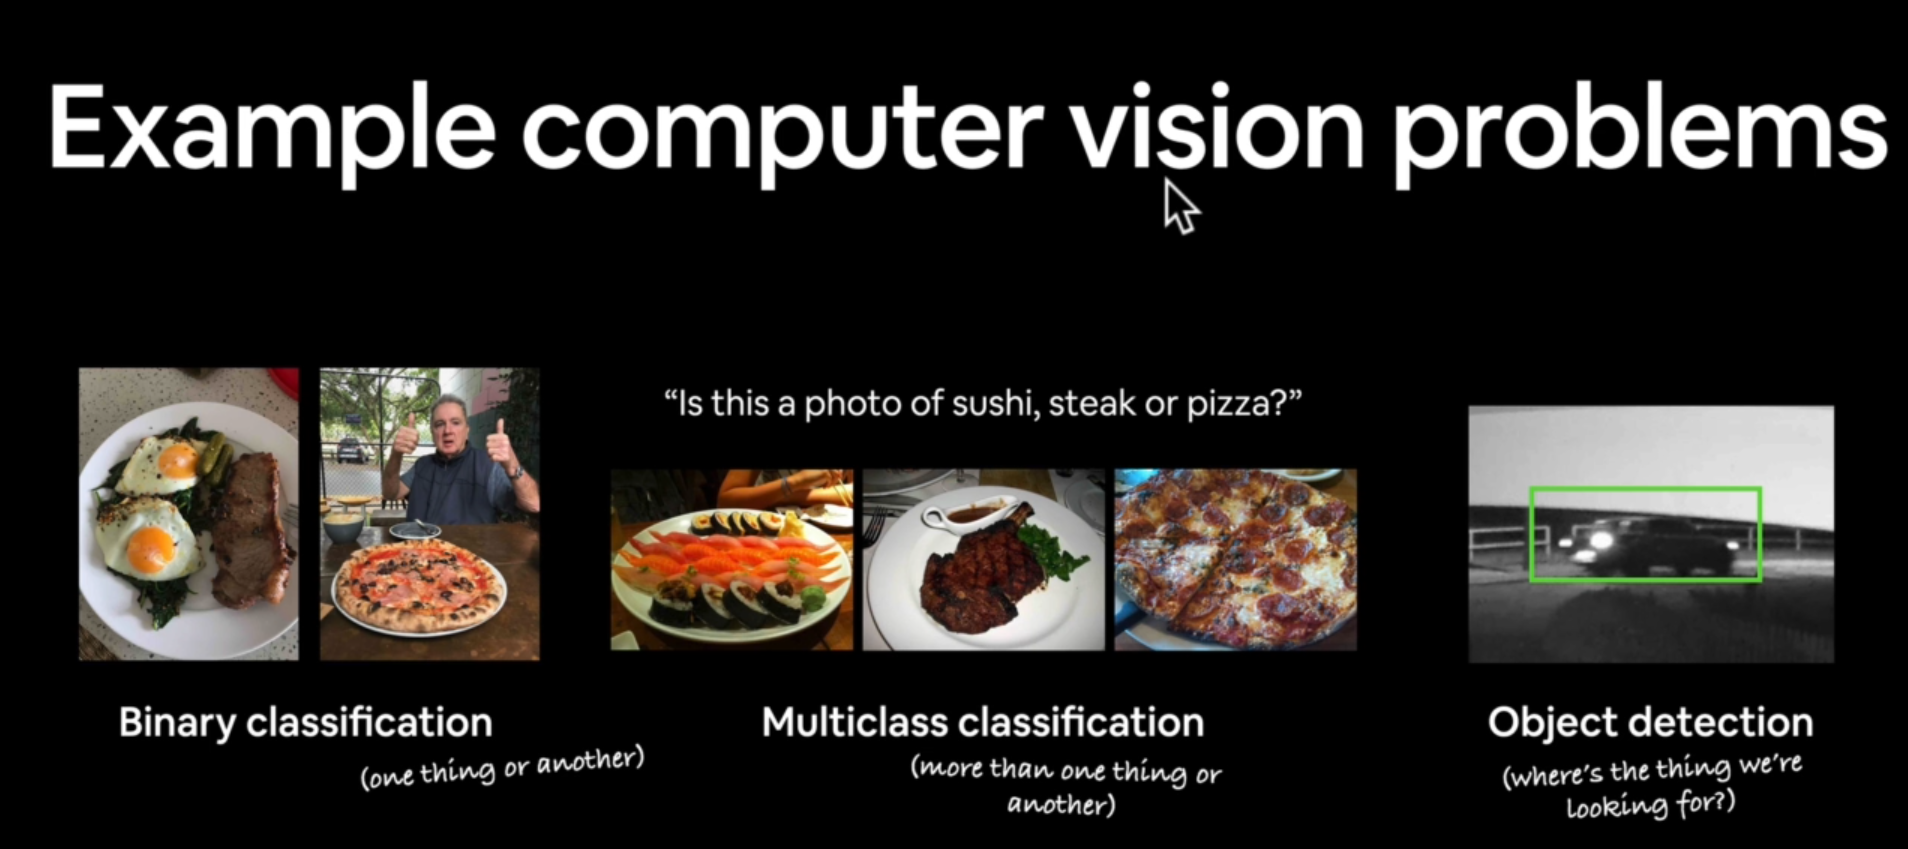 Example computer vision problems
“Is this a photo of sushi, steak or pizza?”
Binary classification
(one thing or another)
Multiclass classification
(more than one thing or
another)
Object detection
(where's the thing we're
looking for?)